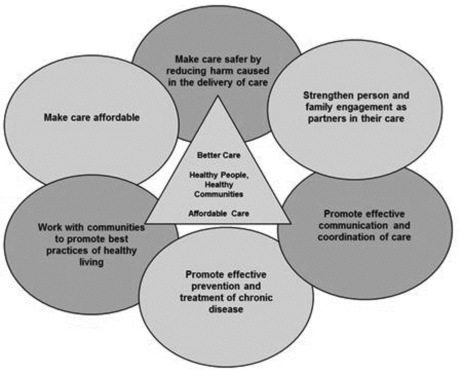 Make care safer by
reducing harm caused
in the delivery of care
Strengthen person and
family engagement as
partners in their care
Make care affordable
Better Care
Healthy People,
Healthy
Communities
Affordable Care
Work with communities
to promote best
practices of healthy
living
Promote effective
communication and
coordination of care
Promote effective
prevention and
treatment of chronic
disease